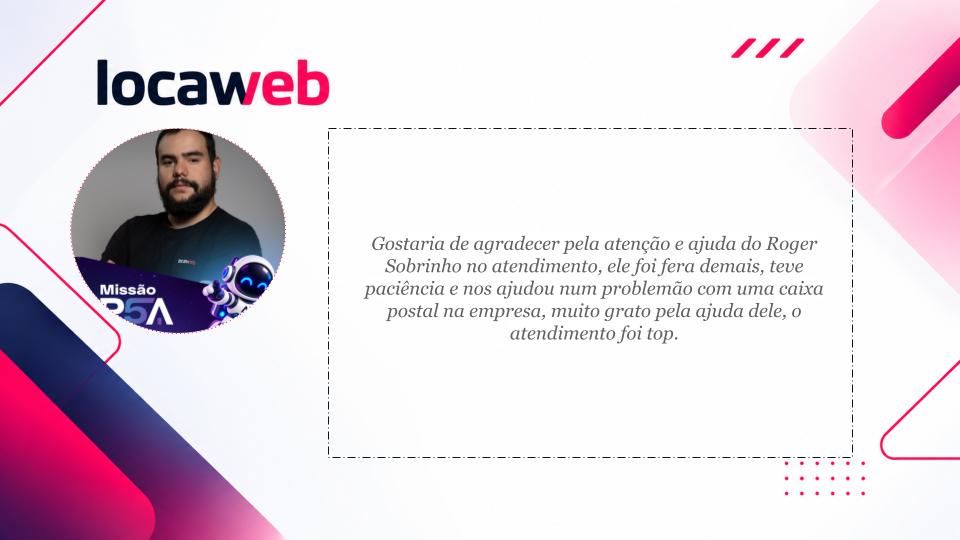 locaweb
Missão
Gostaria de agradecer pela atenção e ajuda do Roger
Sobrinho no atendimento, ele foi fera demais, teve
paciência e nos ajudou num problemão com uma caixa
postal na empresa, muito grato pela ajuda dele, o
atendimento foi top.